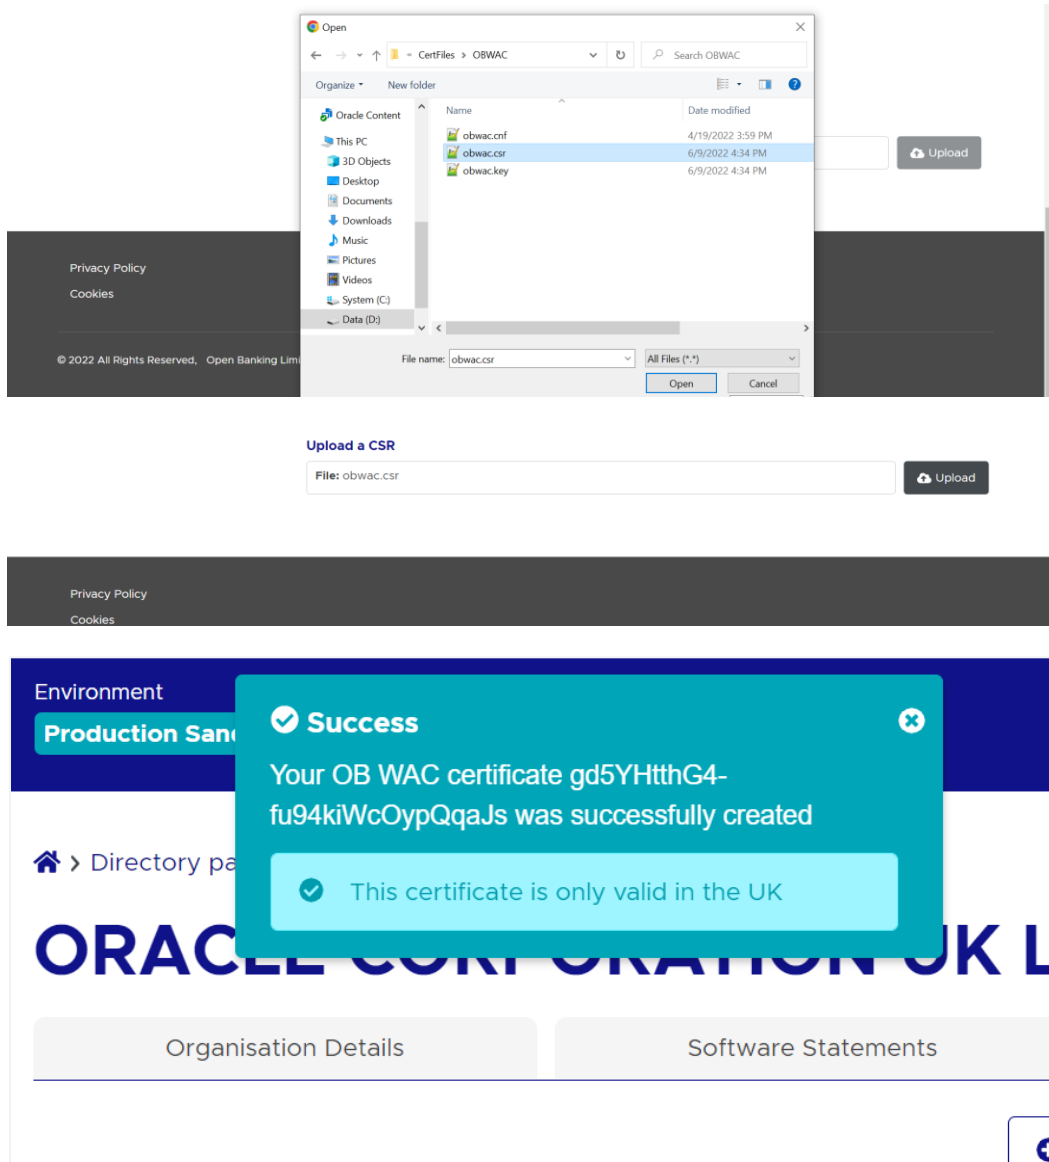 Open
CertFiles > OBWAC
Search OBWAC
Organize
New folder
Name
Date modified
Oracle Content
This PC
3D Objects
Desktop
Documents
Downloads
Music
Pictures
Videos
System (C:)
Data (D:)
obwac.cnf 4/19/2022 3:59 PM
obwac.csr 6/9/2022 4:34 PM
obwac.key 6/9/2022 4:34 PM
Upload
Privacy Policy
Cookies
© 2022 All Rights Reserved, Open Banking Limi
File name: obwac.csr
All Files (*.*)
Open Cancel
Upload a CSR
File: obwac.csr
Upload
Privacy Policy
Cookies
Environment
Production San
Success
Your OB WAC certificate gd5YHtthG4-
fu94kiWcOypQqaJs was successfully created
This certificate is only valid in the UK
> Directory pa
ORACLE CORPORATION UK L
Organisation Details
Software Statements